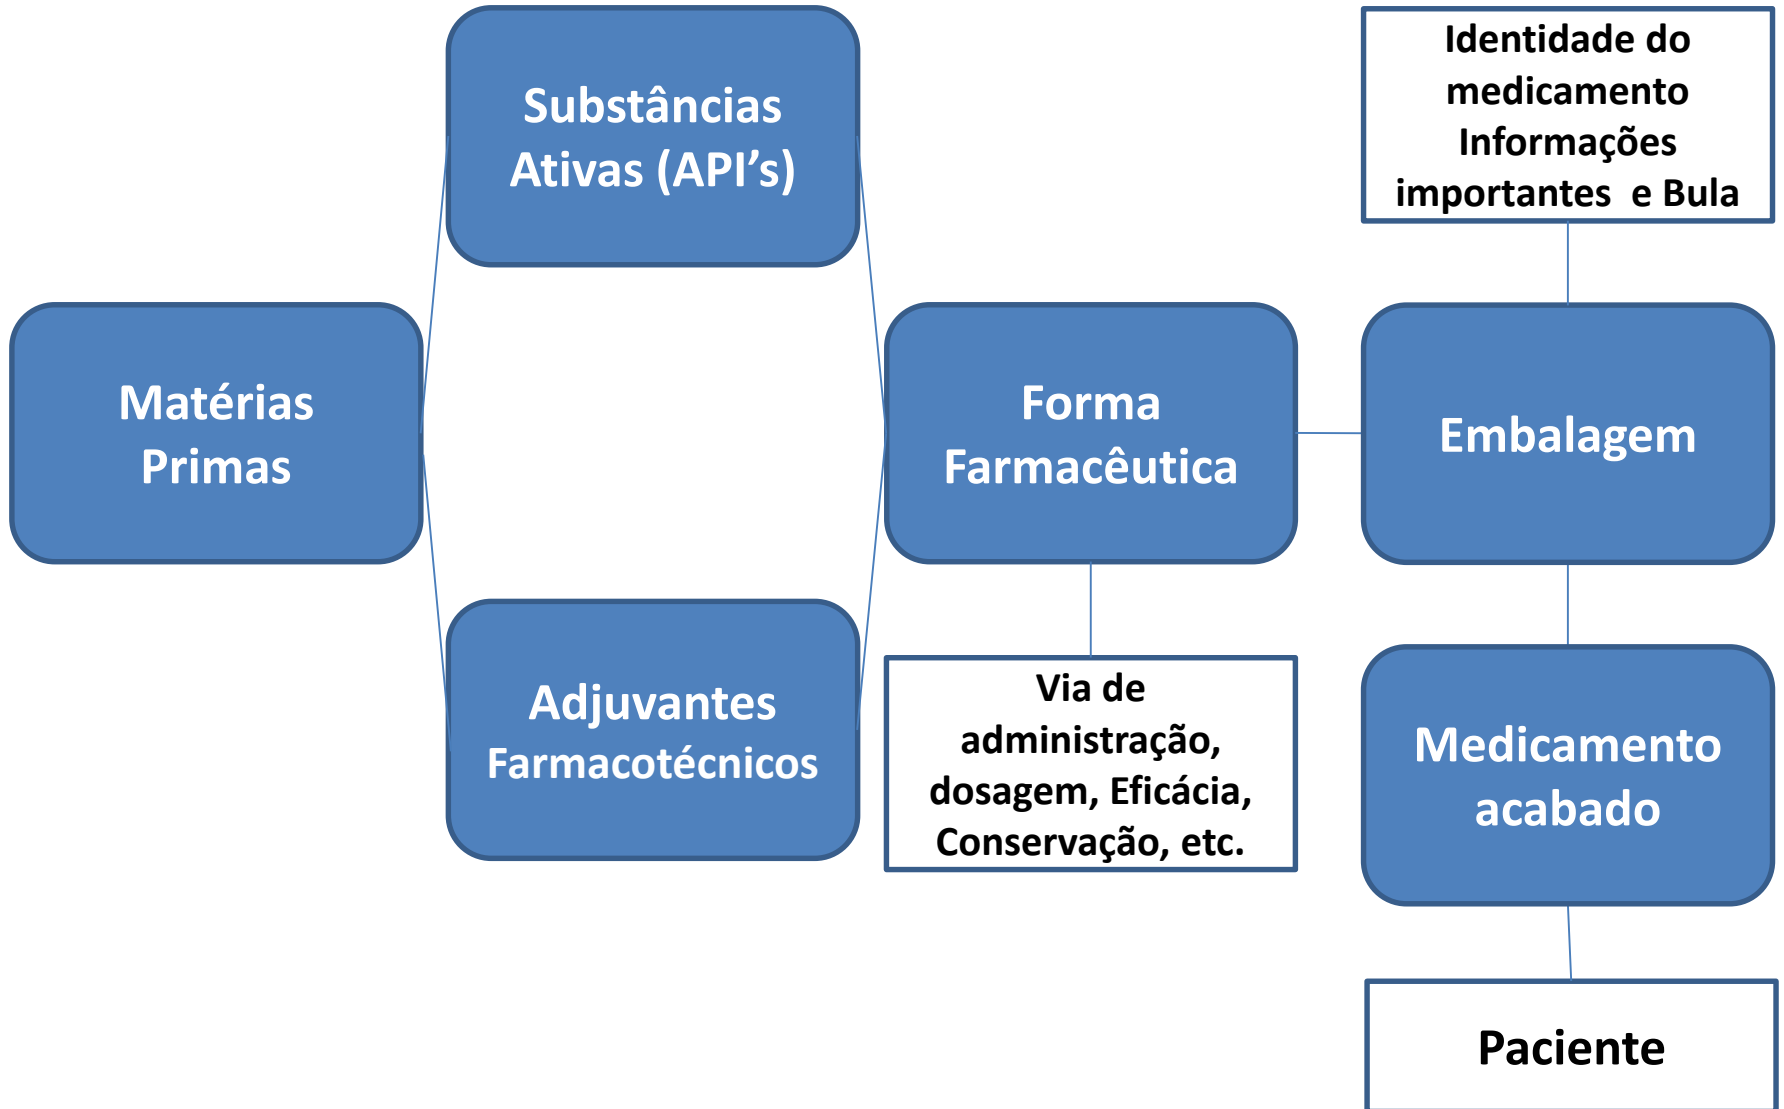 Substâncias
Ativas (API’s)
Identidade do
medicamento
Informações
importantes e Bula
Matérias
Primas
Forma
Farmacêutica
Embalagem
Adjuvantes
Farmacotécnicos
Via de
administração,
dosagem, Eficácia,
Conservação, etc.
Medicamento
acabado
Paciente